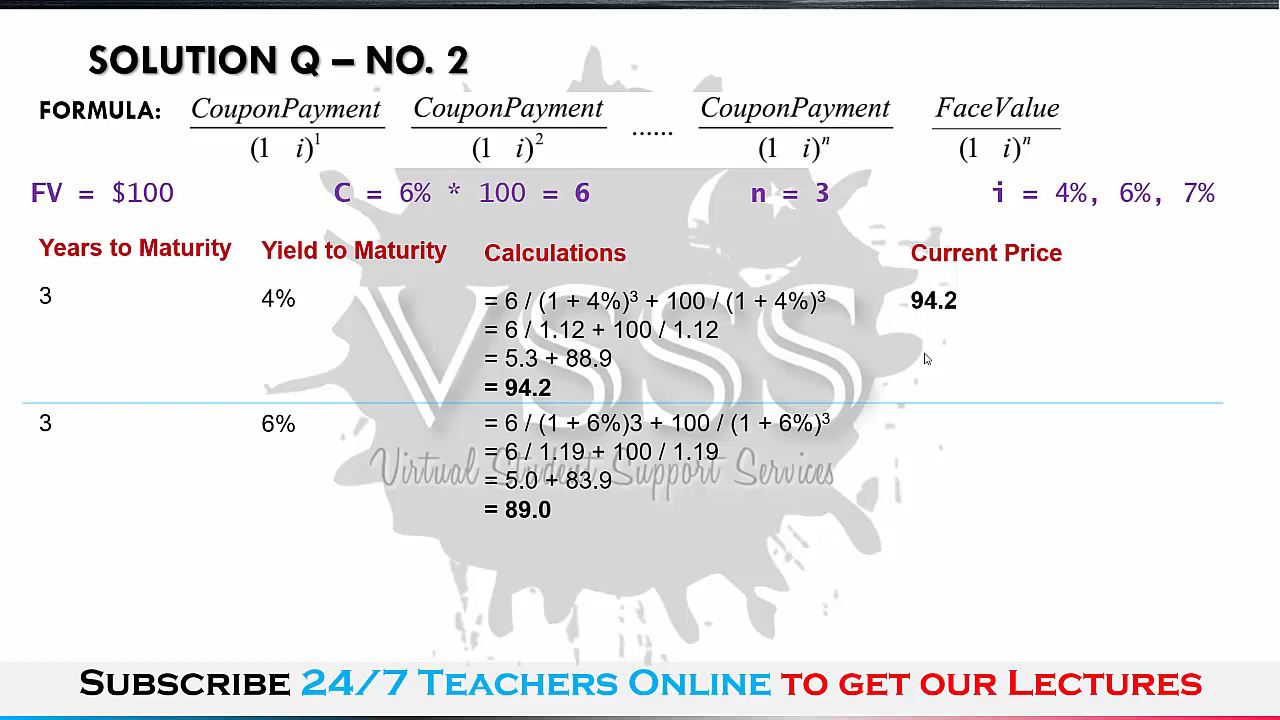 SOLUTION Q – NO. 2
FORMULA: CouponPayment/(1 i)¹ CouponPayment/(1 i)² ...... CouponPayment/(1 i)ⁿ FaceValue/(1 i)ⁿ
FV = $100 C = 6% * 100 = 6 n = 3 i = 4%, 6%, 7%
Years to Maturity Yield to Maturity Calculations Current Price
3 4% = 6 / (1 + 4%)³ + 100 / (1 + 4%)³ 94.2
= 6 / 1.12 + 100 / 1.12
= 5.3 + 88.9
= 94.2
3 6% = 6 / (1 + 6%)3 + 100 / (1 + 6%)³
= 6 / 1.19 + 100 / 1.19
= 5.0 + 83.9
= 89.0
VSSS
Virtual Student Support Services
SUBSCRIBE 24/7 TEACHERS ONLINE TO GET OUR LECTURES